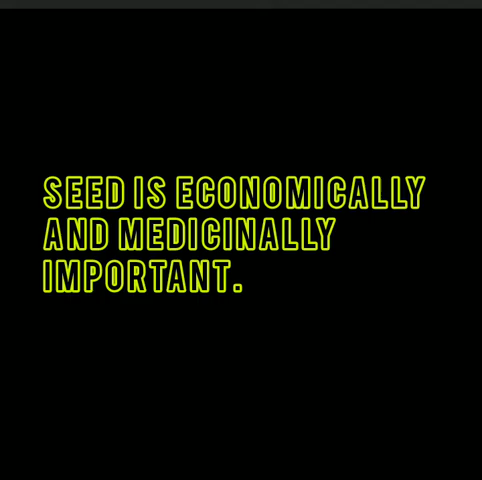 SEED IS ECONOMICALLY
AND MEDICINALLY
IMPORTANT.